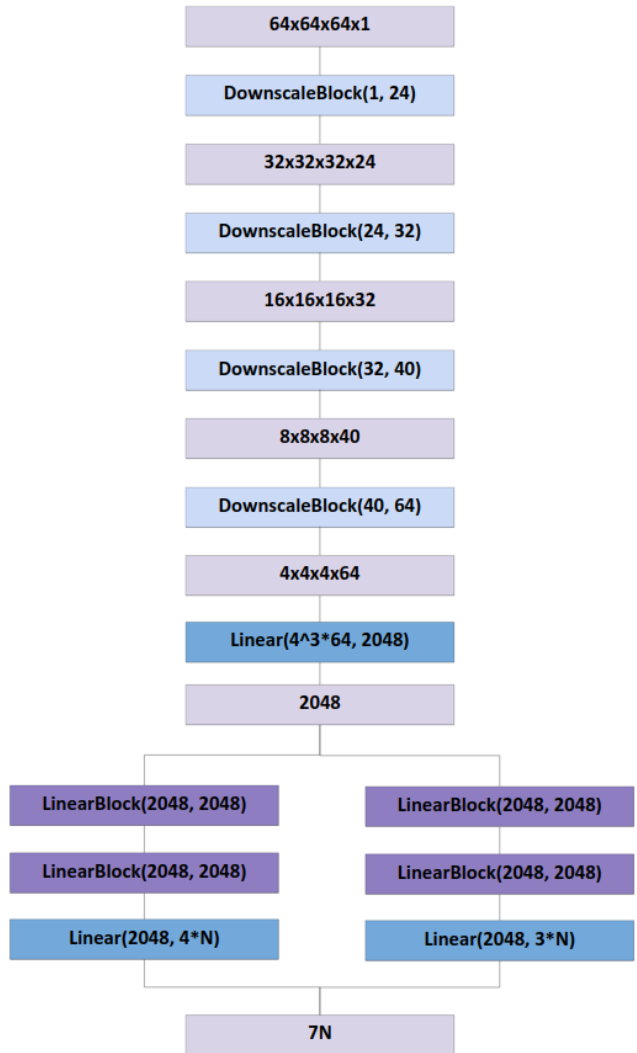 64x64x64x1
DownscaleBlock(1, 24)
32x32x32x24
DownscaleBlock(24, 32)
16x16x16x32
DownscaleBlock(32, 40)
8x8x8x40
DownscaleBlock(40, 64)
4x4x4x64
Linear(4^3*64, 2048)
2048
LinearBlock(2048, 2048)
LinearBlock(2048, 2048)
LinearBlock(2048, 2048)
LinearBlock(2048, 2048)
Linear(2048, 4*N)
Linear(2048, 3*N)
7N